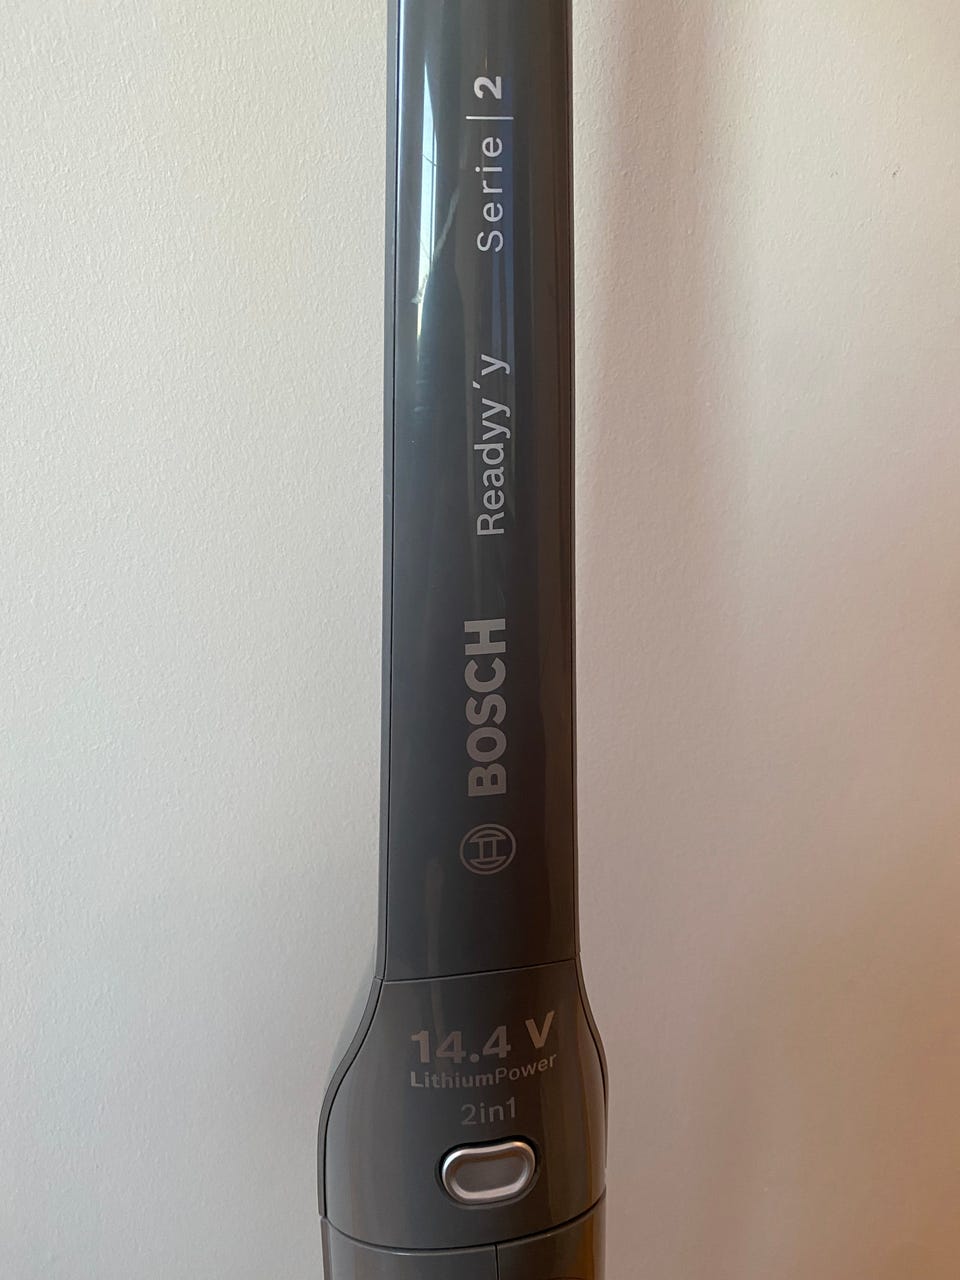 BOSCH Readyy´y Serie | 2
14.4 V
LithiumPower
2in1